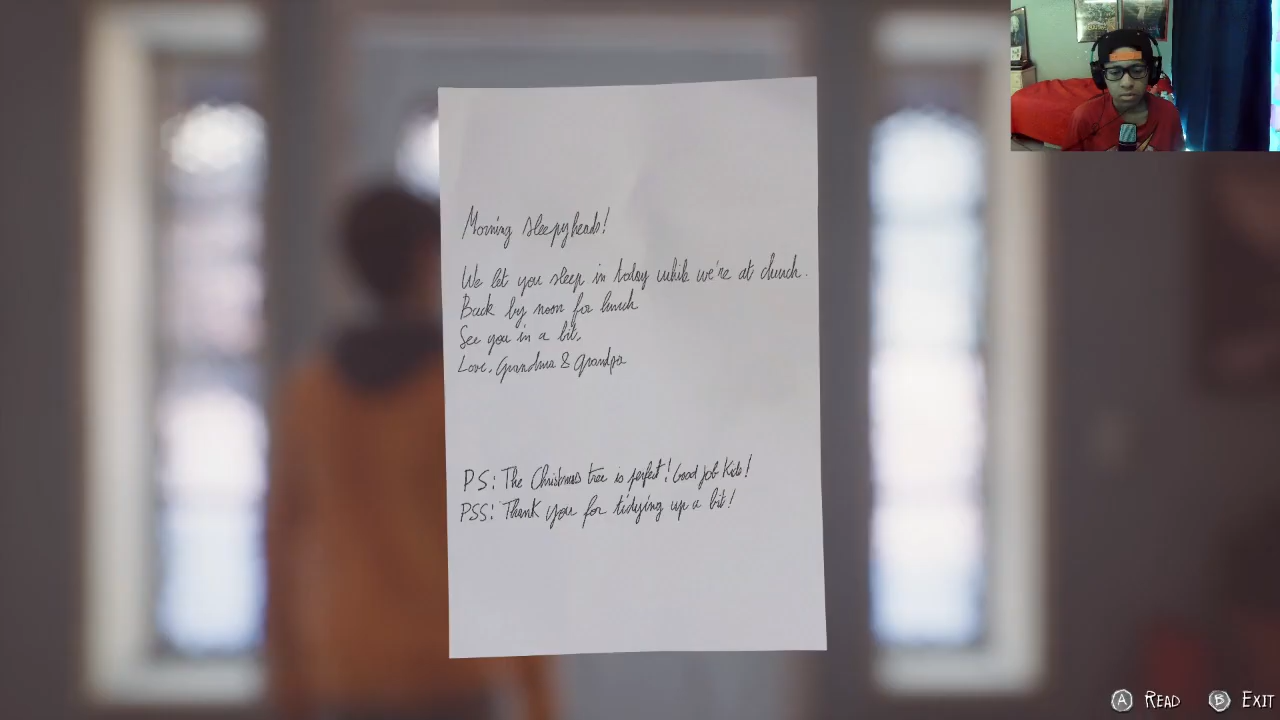 Morning sleepyheads!
We let you sleep in today while we're at church.
Back by noon for lunch
See you in a bit,
Love, Grandma & Grandpa
PS: The Christmas tree is perfect! Good job Kids!
PSS: Thank you for tidying up a bit!
A READ B EXIT